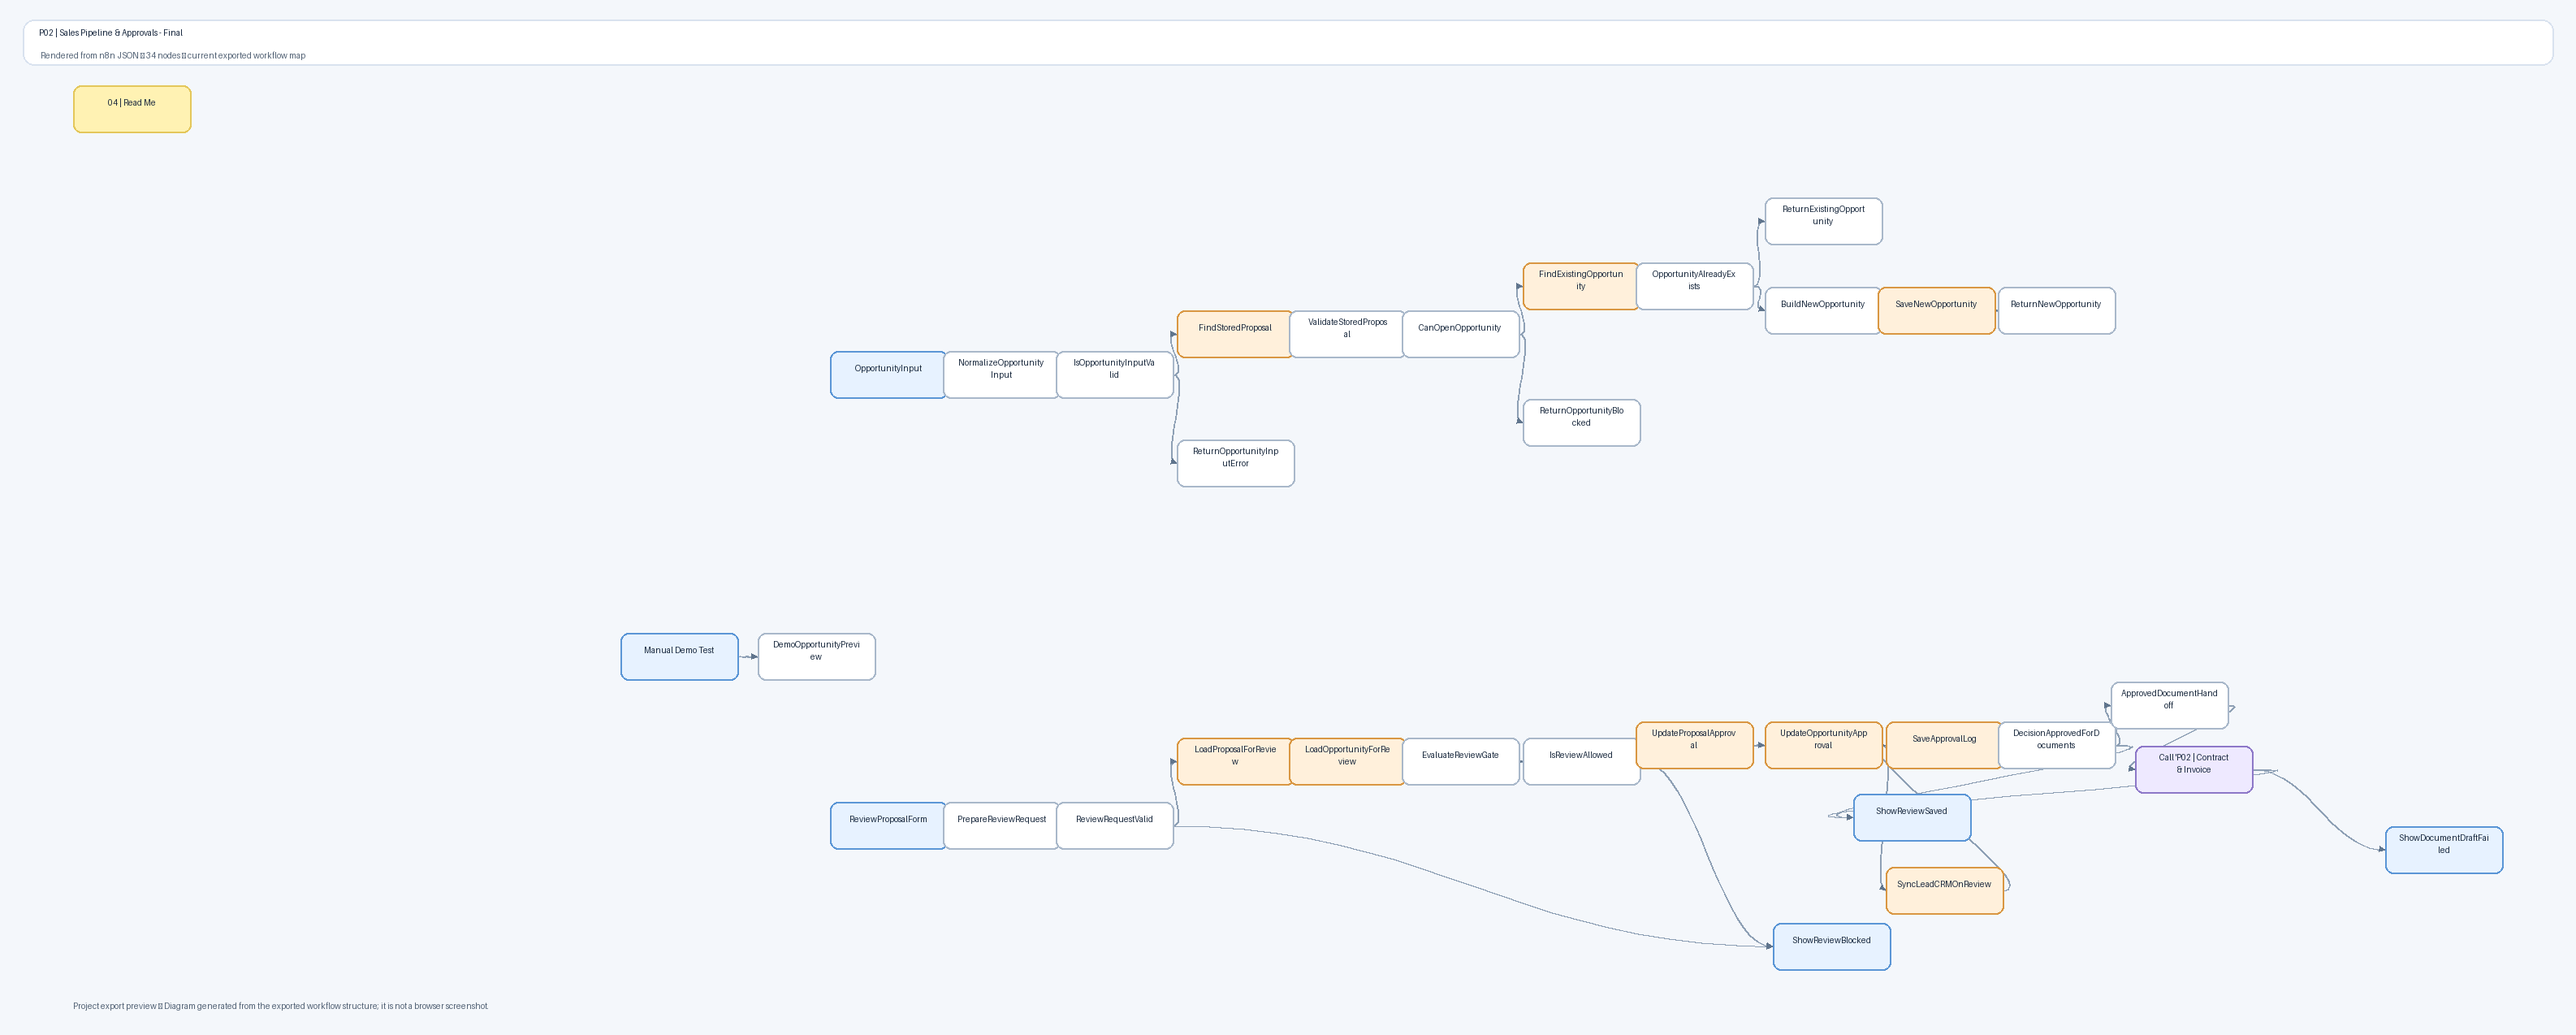 P02 | Sales Pipeline & Approvals - Final
Rendered from n8n JSON ▯ 34 nodes ▯ current exported workflow map
04 | Read Me
ReturnExistingOpport
unity
FindExistingOpportun
ity
OpportunityAlreadyEx
ists
BuildNewOpportunity
SaveNewOpportunity
ReturnNewOpportunity
FindStoredProposal
ValidateStoredPropos
al
CanOpenOpportunity
OpportunityInput
NormalizeOpportunity
Input
IsOpportunityInputVa
lid
ReturnOpportunityBlo
cked
ReturnOpportunityInp
utError
Manual Demo Test
DemoOpportunityPrevi
ew
ApprovedDocumentHand
off
LoadProposalForRevie
w
LoadOpportunityForRe
view
EvaluateReviewGate
IsReviewAllowed
UpdateProposalApprov
al
UpdateOpportunityApp
roval
SaveApprovalLog
DecisionApprovedForD
ocuments
Call 'P02 | Contract
& Invoice
ReviewProposalForm
PrepareReviewRequest
ReviewRequestValid
ShowReviewSaved
ShowDocumentDraftFai
led
SyncLeadCRMOnReview
ShowReviewBlocked
Project export preview ▯ Diagram generated from the exported workflow structure; it is not a browser screenshot.